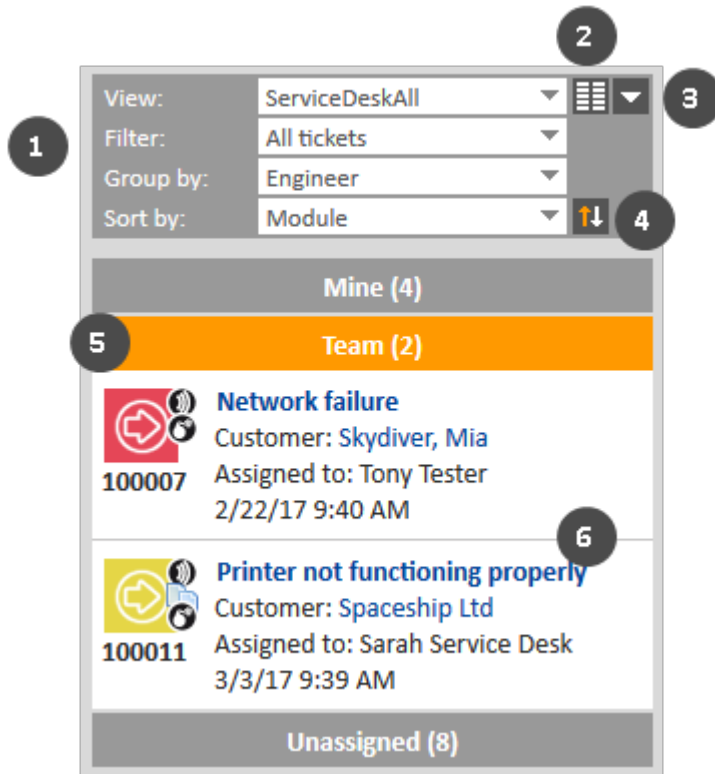 2
View: ServiceDeskAll
3
1
Filter: All tickets
Group by: Engineer
Sort by: Module
4
Mine (4)
5
Team (2)
Network failure
Customer: Skydiver, Mia
100007
Assigned to: Tony Tester
2/22/17 9:40 AM
6
Printer not functioning properly
Customer: Spaceship Ltd
100011
Assigned to: Sarah Service Desk
3/3/17 9:39 AM
Unassigned (8)